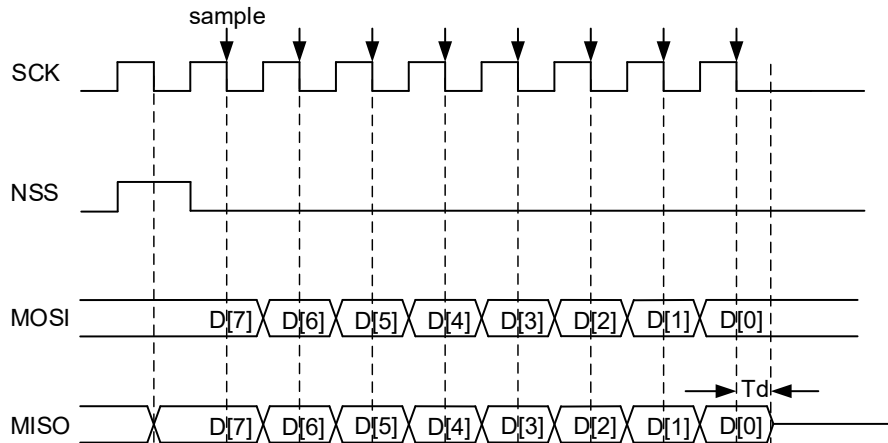 sample
SCK
NSS
MOSI D[7] D[6] D[5] D[4] D[3] D[2] D[1] D[0]
Td
MISO D[7] D[6] D[5] D[4] D[3] D[2] D[1] D[0]